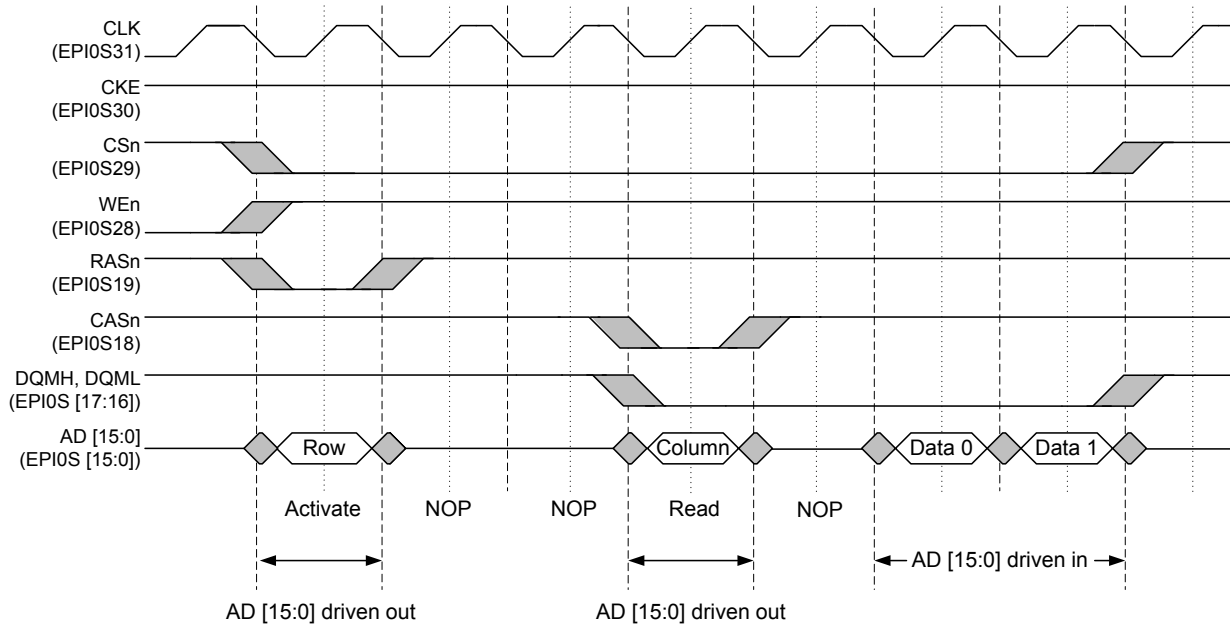 CLK
(EPI0S31)
CKE
(EPI0S30)
CSn
(EPI0S29)
WEn
(EPI0S28)
RASn
(EPI0S19)
CASn
(EPI0S18)
DQMH, DQML
(EPI0S [17:16])
AD [15:0]
(EPI0S [15:0])
Row
Column
Data 0
Data 1
Activate
NOP
NOP
Read
NOP
AD [15:0] driven in
AD [15:0] driven out
AD [15:0] driven out